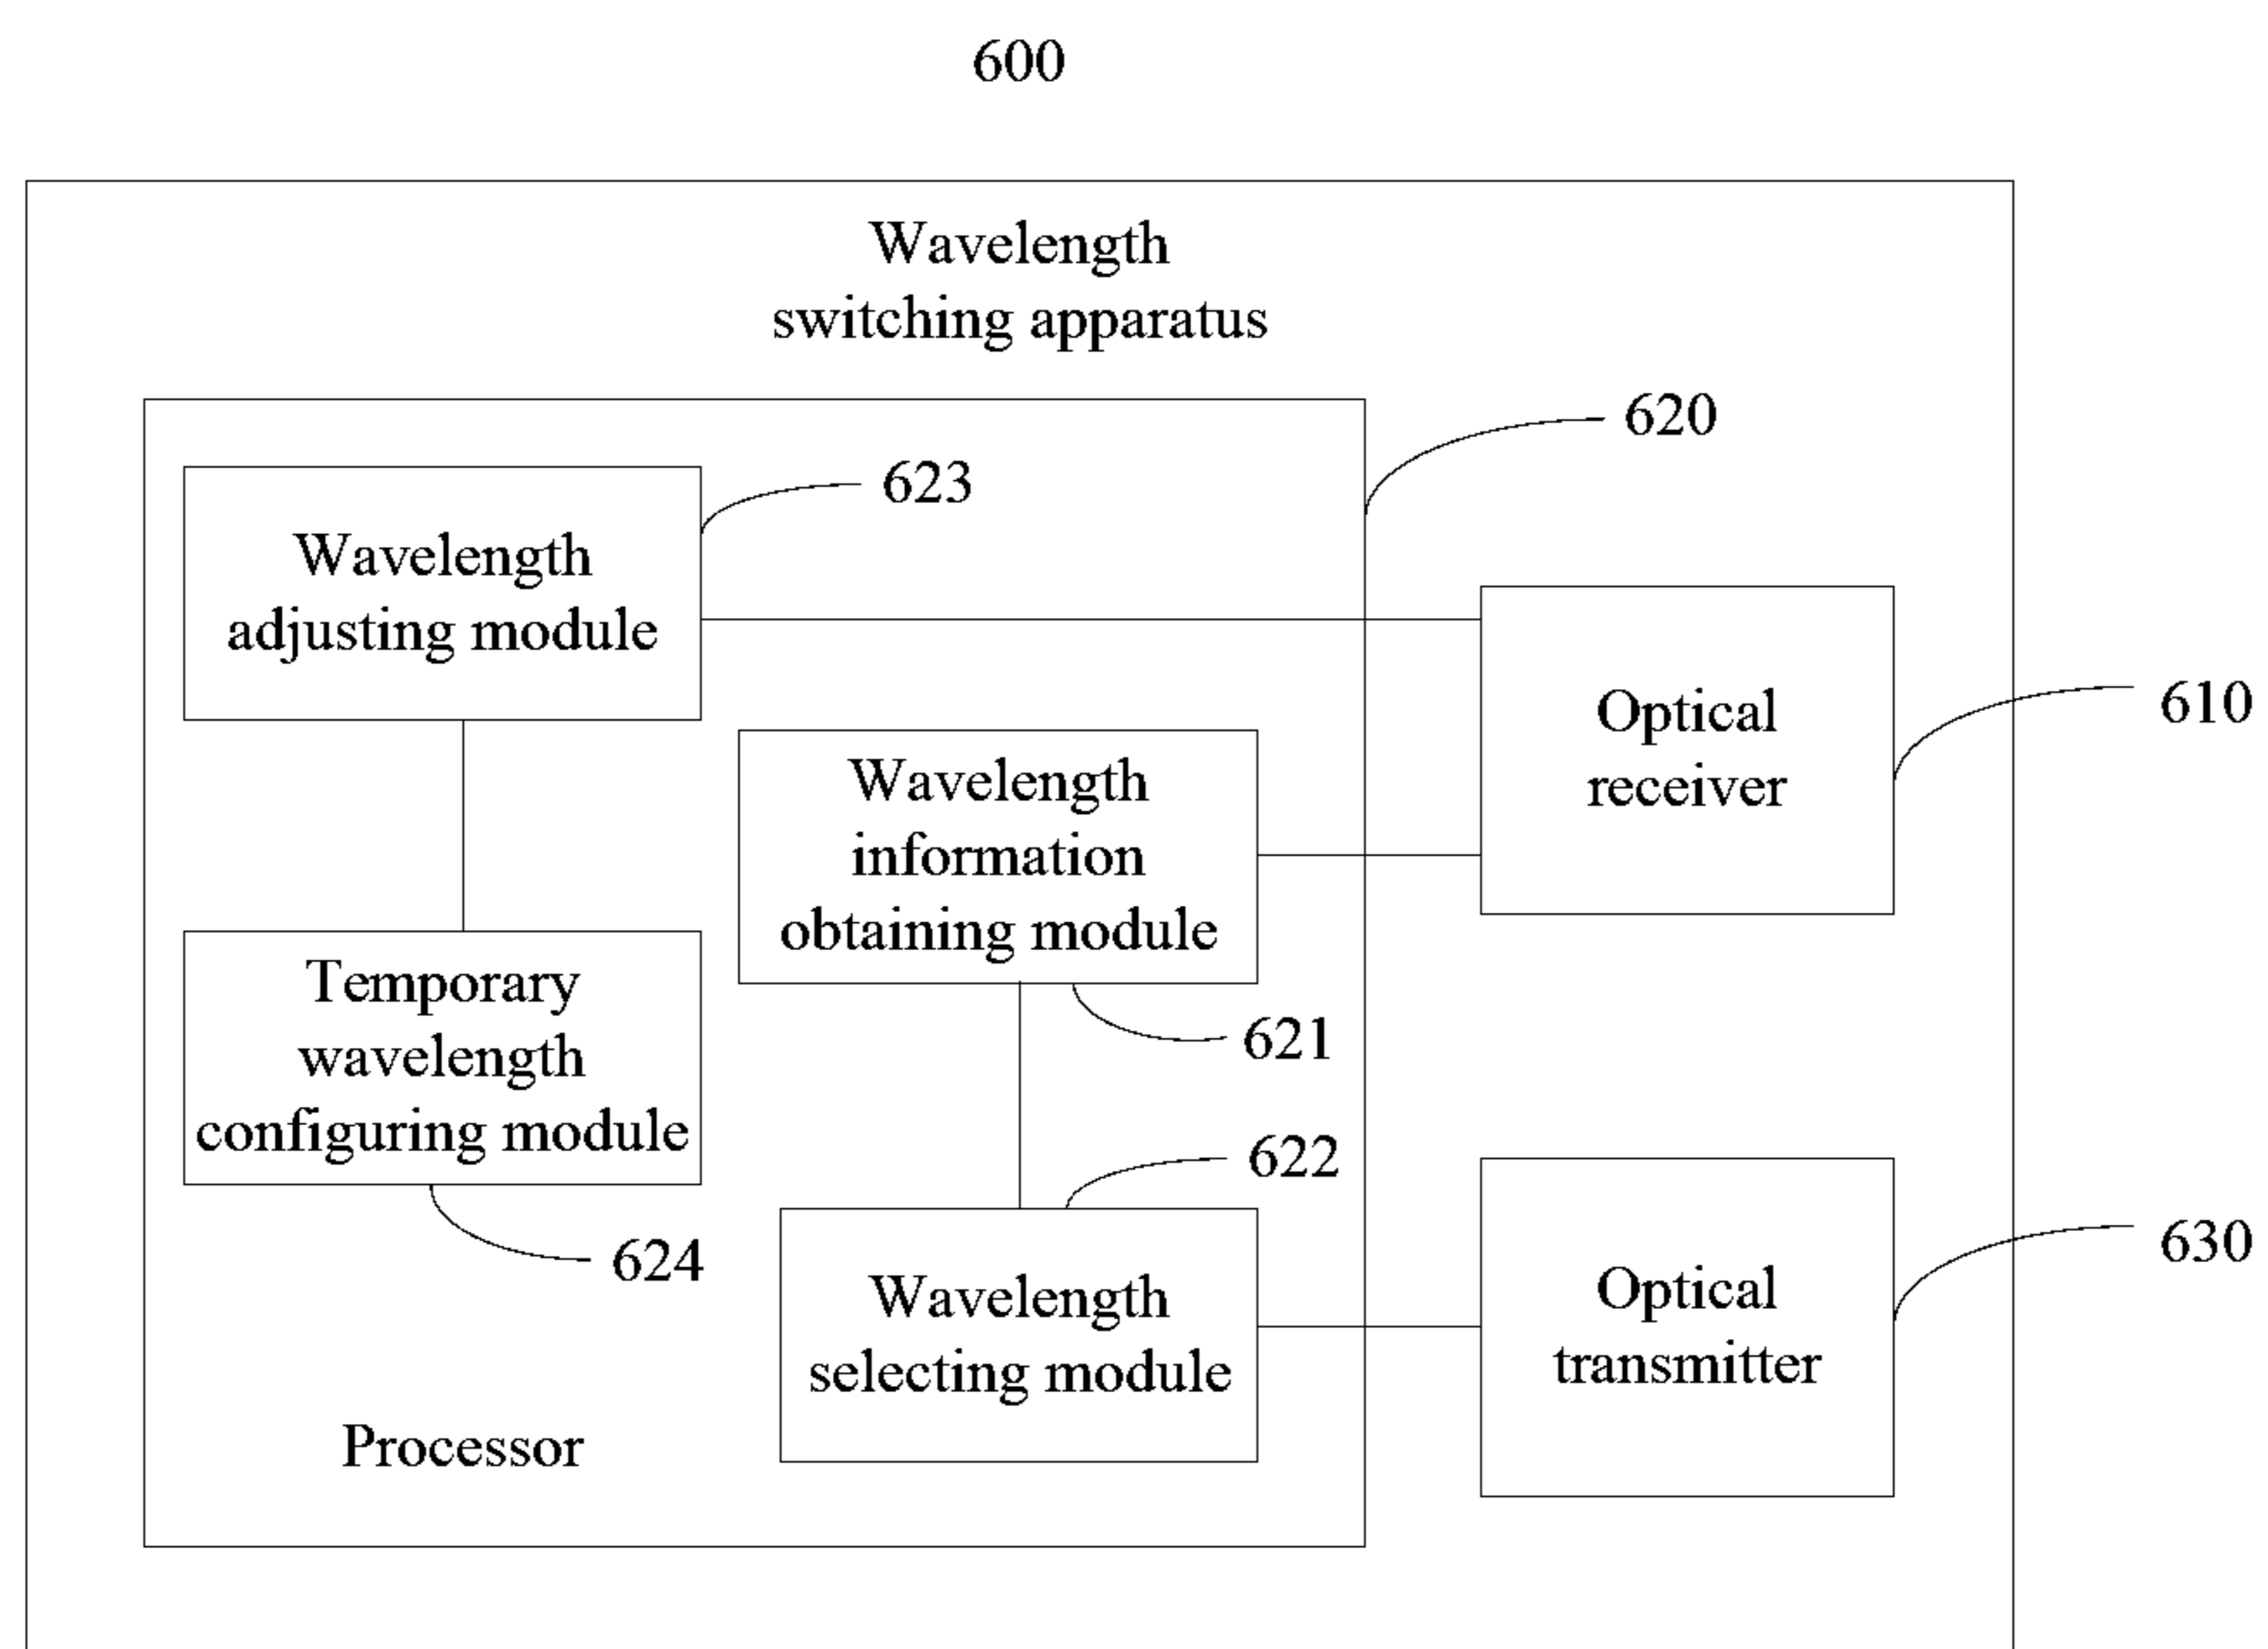 600
Wavelength
switching apparatus
620
623
Wavelength
adjusting module
610
Optical
receiver
Wavelength
information
obtaining module
621
Temporary
wavelength
configuring module
624
622
Wavelength
selecting module
630
Optical
transmitter
Processor